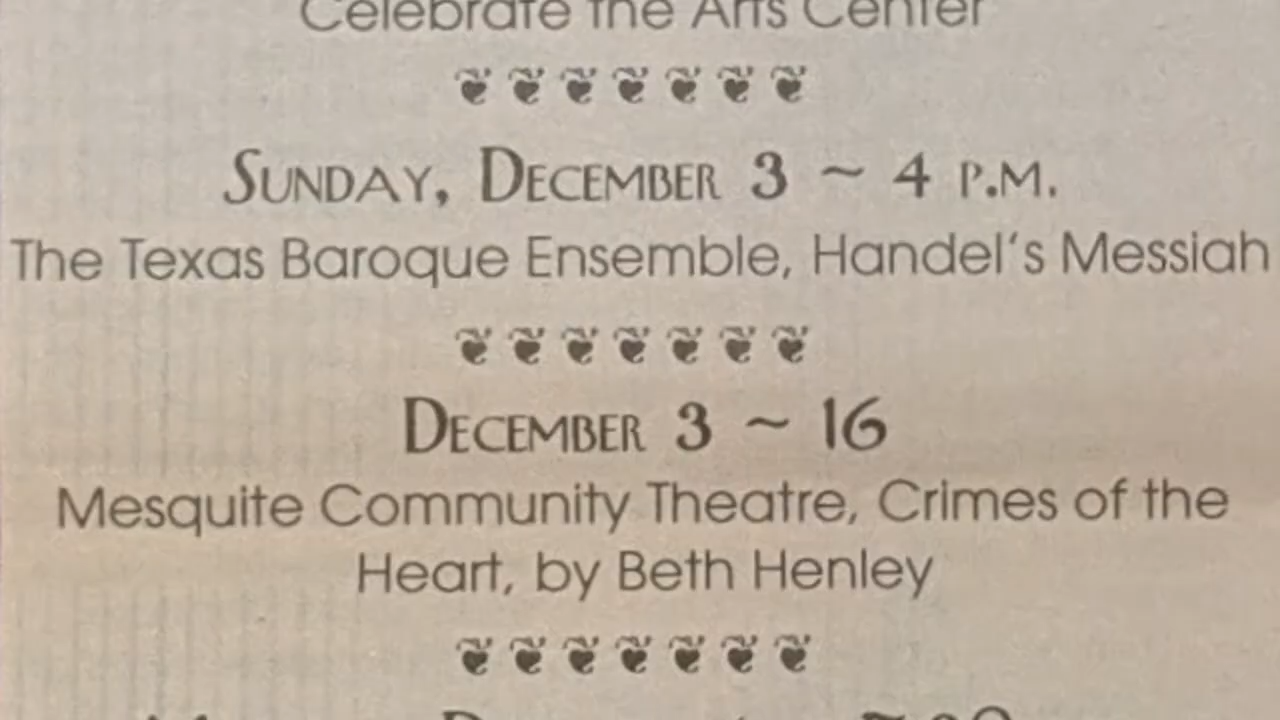 Celebrate the Arts Center
❦ ❦ ❦ ❦ ❦ ❦ ❦
SUNDAY, DECEMBER 3 ~ 4 P.M.
The Texas Baroque Ensemble, Handel's Messiah
❦ ❦ ❦ ❦ ❦ ❦ ❦
DECEMBER 3 ~ 16
Mesquite Community Theatre, Crimes of the
Heart, by Beth Henley
❦ ❦ ❦ ❦ ❦ ❦ ❦